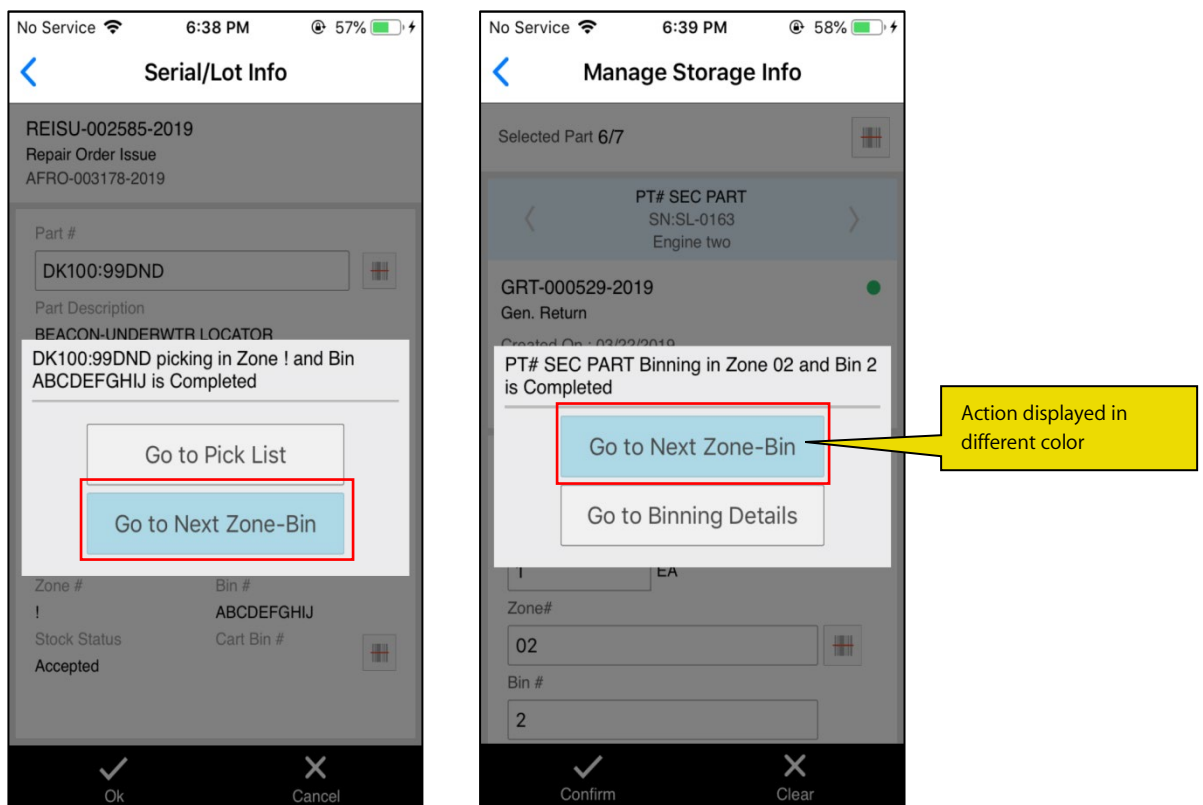 No Service 6:38 PM 57%
Serial/Lot Info
REISU-002585-2019
Repair Order Issue
AFRO-003178-2019
Part #
DK100:99DND
Part Description
BEACON-UNDERWTR LOCATOR
DK100:99DND picking in Zone ! and Bin
ABCDEFGHIJ is Completed
Go to Pick List
Go to Next Zone-Bin
Zone # Bin #
! ABCDEFGHIJ
Stock Status Cart Bin #
Accepted
Ok Cancel
No Service 6:39 PM 58%
Manage Storage Info
Selected Part 6/7
PT# SEC PART
SN:SL-0163
Engine two
GRT-000529-2019
Gen. Return
Created On : 03/22/2019
PT# SEC PART Binning in Zone 02 and Bin 2
is Completed
Go to Next Zone-Bin
Go to Binning Details
1 EA
Zone#
02
Bin #
2
Confirm Clear
Action displayed in
different color